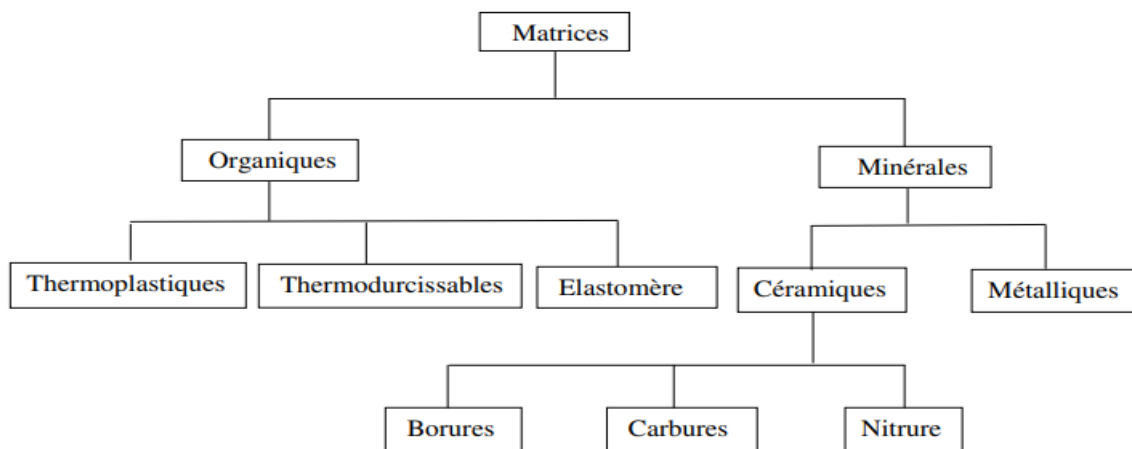 Matrices
Organiques
Minérales
Thermoplastiques
Thermodurcissables
Elastomère
Céramiques
Métalliques
Borures
Carbures
Nitrure